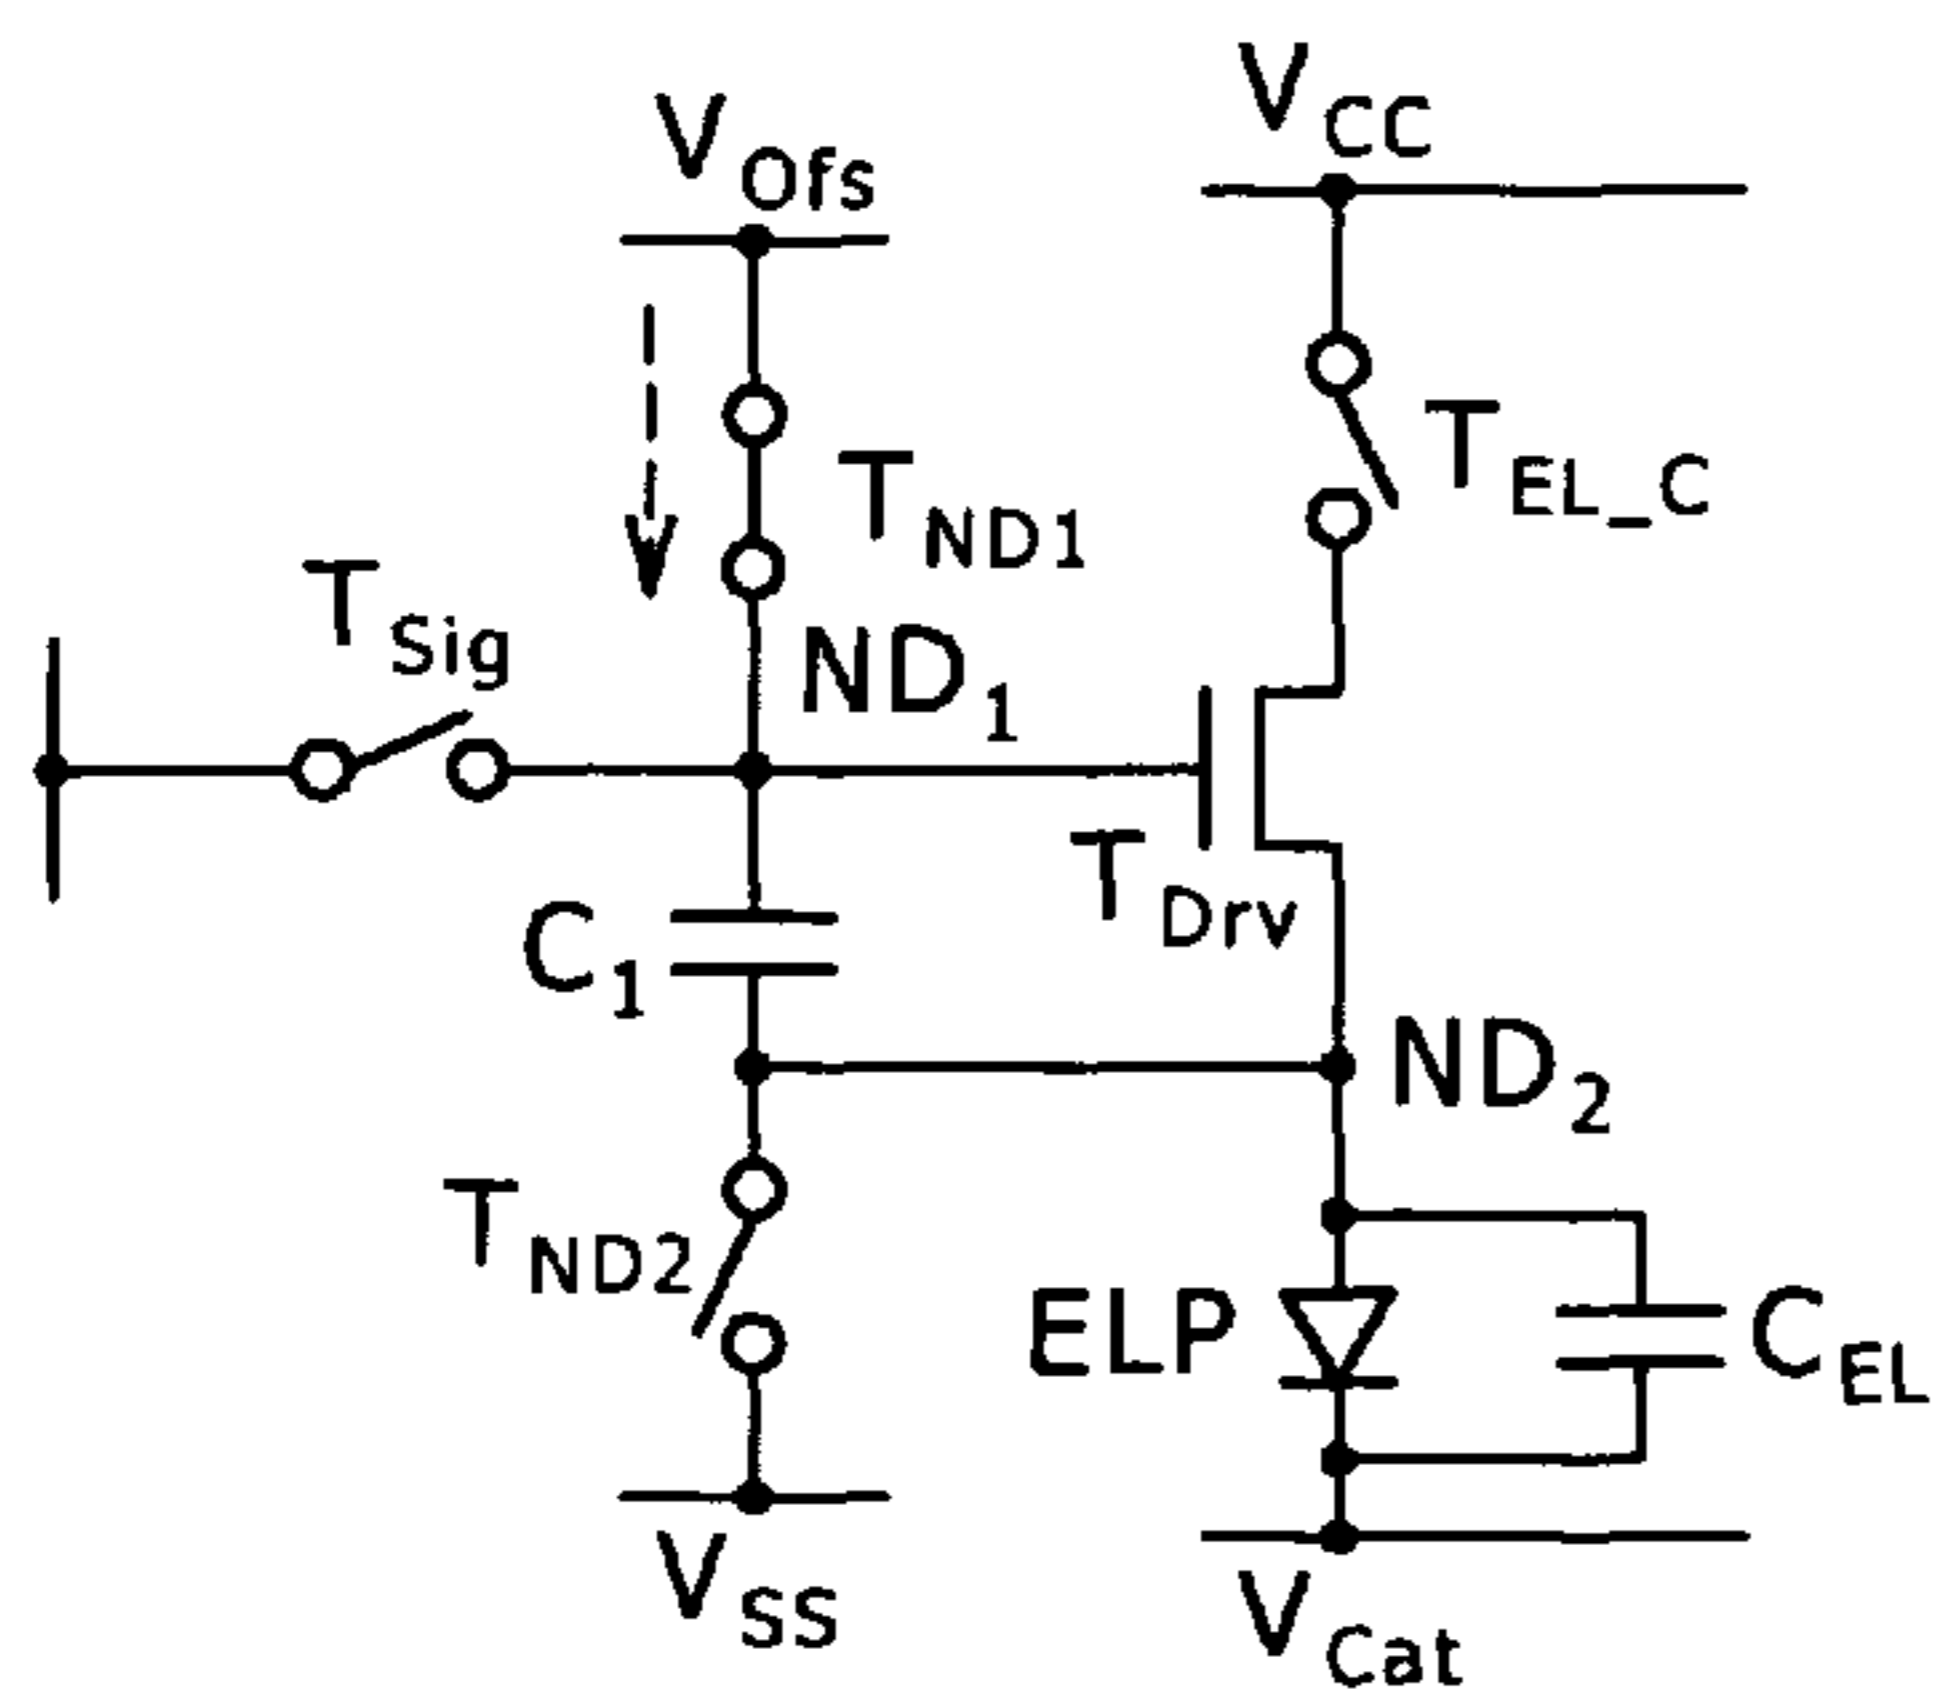 V_CC
V_Ofs
T_EL_C
T_ND1
T_Sig
ND_1
T_Drv
C_1
ND_2
T_ND2
ELP
C_EL
V_SS
V_Cat